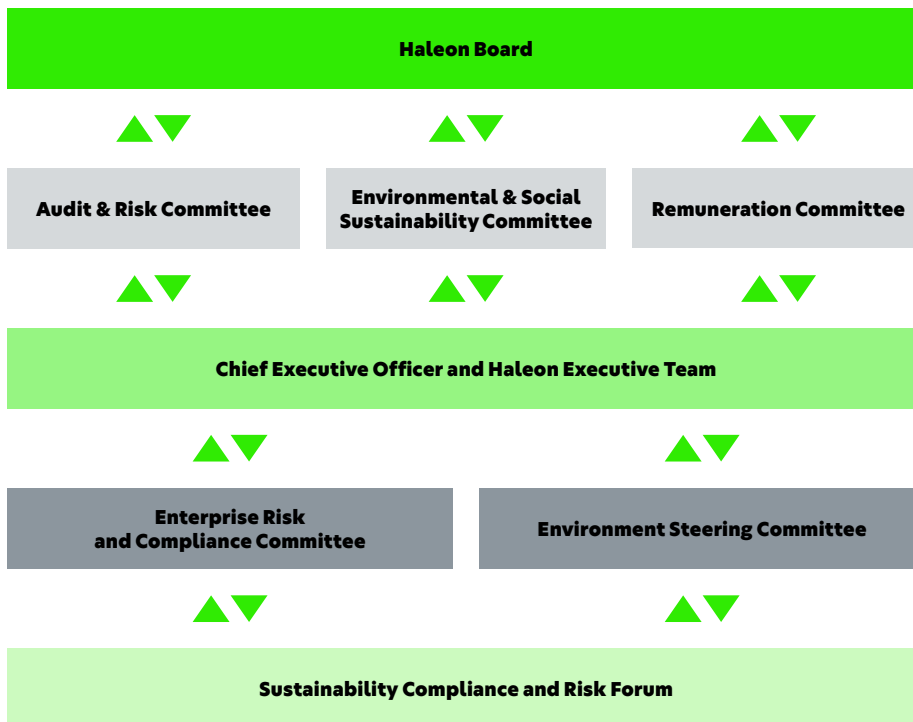 Haleon Board
Audit & Risk Committee
Environmental & Social
Sustainability Committee
Remuneration Committee
Chief Executive Officer and Haleon Executive Team
Enterprise Risk
and Compliance Committee
Environment Steering Committee
Sustainability Compliance and Risk Forum